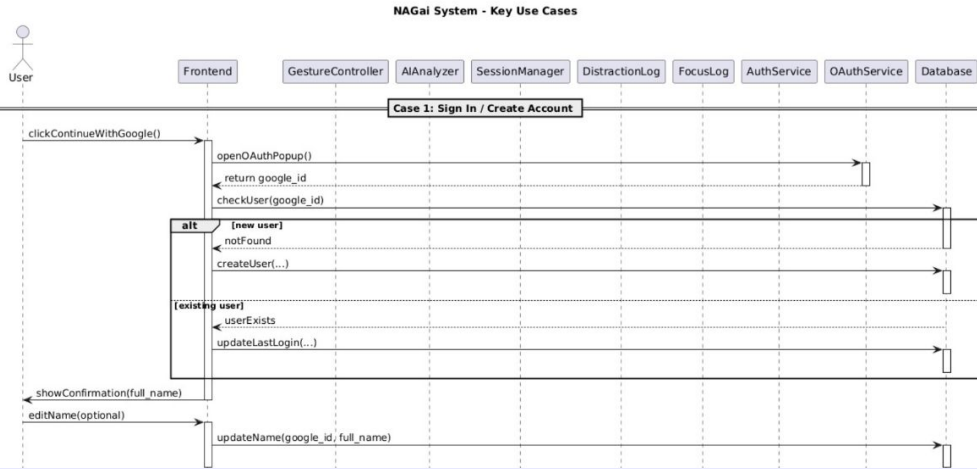 NAGai System - Key Use Cases
User
Frontend
GestureController
AIAnalyzer
SessionManager
DistractionLog
FocusLog
AuthService
OAuthService
Database
Case 1: Sign In / Create Account
clickContinueWithGoogle()
openOAuthPopup()
return google_id
checkUser(google_id)
alt
[new user]
notFound
createUser(...)
[existing user]
userExists
updateLastLogin(...)
showConfirmation(full_name)
editName(optional)
updateName(google_id, full_name)